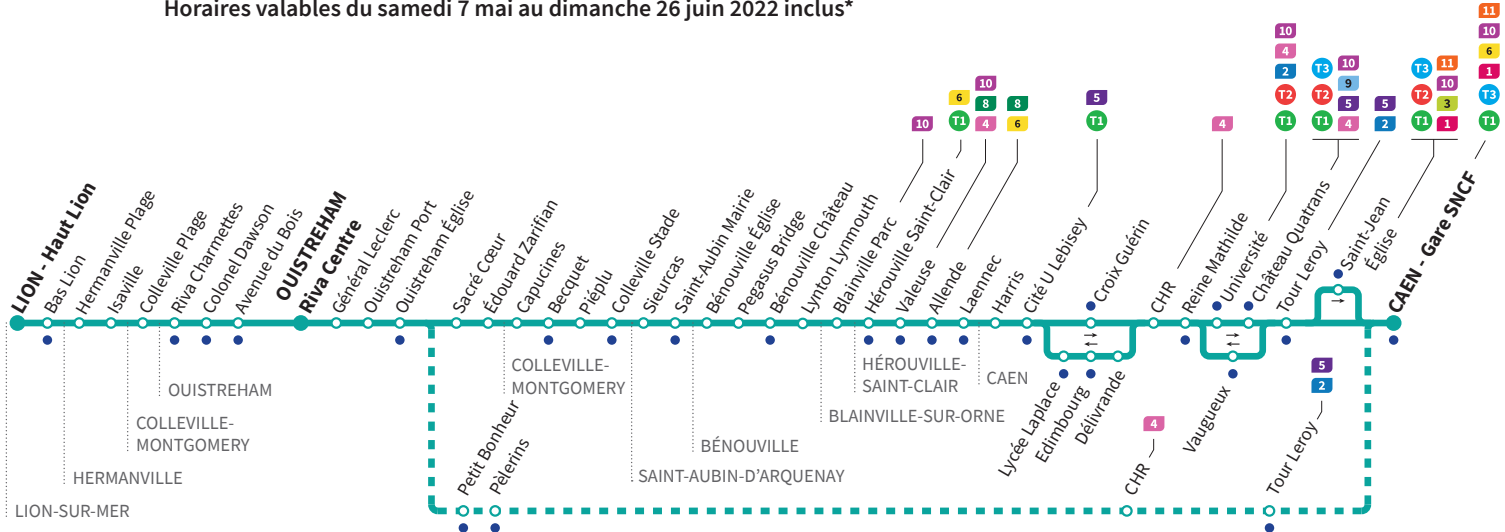 Horaires valables du samedi 7 mai au dimanche 26 juin 2022 inclus*
LION - Haut Lion
Bas Lion
Hermanville Plage
Isaville
Colleville Plage
Riva Charmettes
Colonel Dawson
Avenue du Bois
OUISTREHAM
Riva Centre
Général Leclerc
Ouistreham Port
Ouistreham Église
Sacré Cœur
Édouard Zarifian
Capucines
Becquet
Piéplu
Colleville Stade
Sieurcas
Saint-Aubin Mairie
Bénouville Église
Pegasus Bridge
Bénouville Château
Lynton Lynmouth
Blainville Parc
10
Hérouville Saint-Clair
6
T1
Valeuse
10
8
4
Allende
8
6
Laennec
Harris
Cité U Lebisey
5
T1
Croix Guérin
CHR
4
Reine Mathilde
Université
10
4
2
T2
T1
Château Quatrans
T3
T2
T1
10
9
5
4
Tour Leroy
5
2
Saint-Jean
Église
T3
T2
T1
11
10
3
1
CAEN - Gare SNCF
11
10
6
1
T3
T1
Lycée Laplace
Edimbourg
Délivrande
Vaugueux
LION-SUR-MER
HERMANVILLE
COLLEVILLE-
MONTGOMERY
OUISTREHAM
COLLEVILLE-
MONTGOMERY
SAINT-AUBIN-D'ARQUENAY
BÉNOUVILLE
BLAINVILLE-SUR-ORNE
HÉROUVILLE-
SAINT-CLAIR
CAEN
Petit Bonheur
Pèlerins
CHR
4
Tour Leroy
5
2